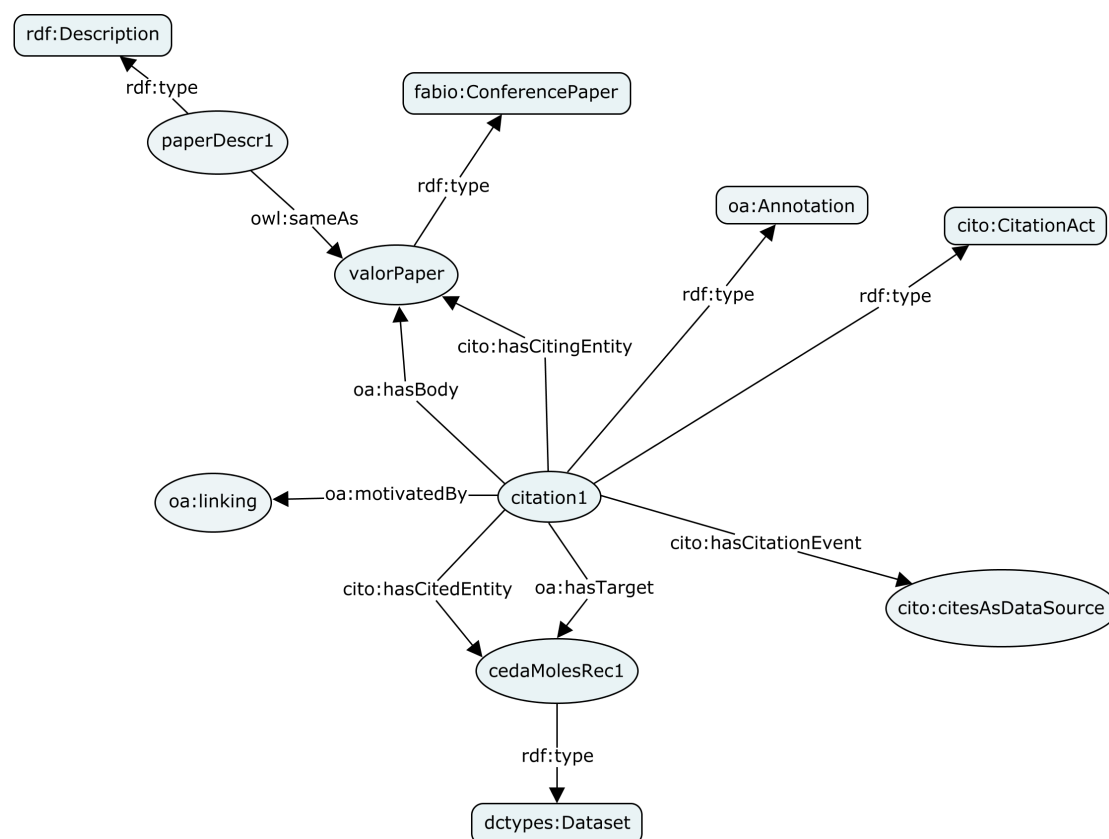 rdf:Description
rdf:type
fabio:ConferencePaper
paperDescr1
rdf:type
oa:Annotation
owl:sameAs
cito:CitationAct
valorPaper
rdf:type
rdf:type
cito:hasCitingEntity
oa:hasBody
oa:linking
oa:motivatedBy
citation1
cito:hasCitationEvent
cito:hasCitedEntity
oa:hasTarget
cito:citesAsDataSource
cedaMolesRec1
rdf:type
dctypes:Dataset